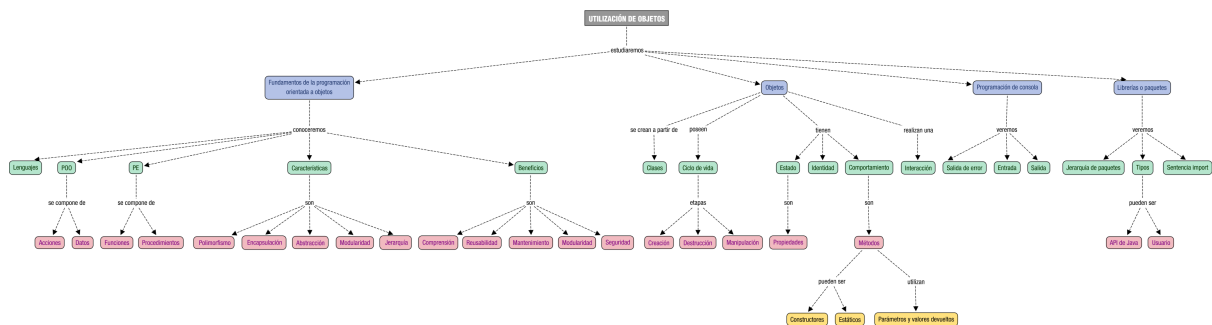 UTILIZACIÓN DE OBJETOS
estudiaremos
Fundamentos de la programación
orientada a objetos
Objetos
Programación de consola
Librerías o paquetes
conoceremos
se crean a partir de
poseen
tienen
realizan una
veremos
veremos
Lenguajes
POO
PE
Características
Beneficios
Clases
Ciclo de vida
Estado
Identidad
Comportamiento
Interacción
Salida de error
Entrada
Salida
Jerarquía de paquetes
Tipos
Sentencia import
se compone de
se compone de
son
son
etapas
son
son
pueden ser
Acciones
Datos
Funciones
Procedimientos
Polimorfismo
Encapsulación
Abstracción
Modularidad
Jerarquía
Comprensión
Reusabilidad
Mantenimiento
Modularidad
Seguridad
Creación
Destrucción
Manipulación
Propiedades
Métodos
API de Java
Usuario
pueden ser
utilizan
Constructores
Estáticos
Parámetros y valores devueltos